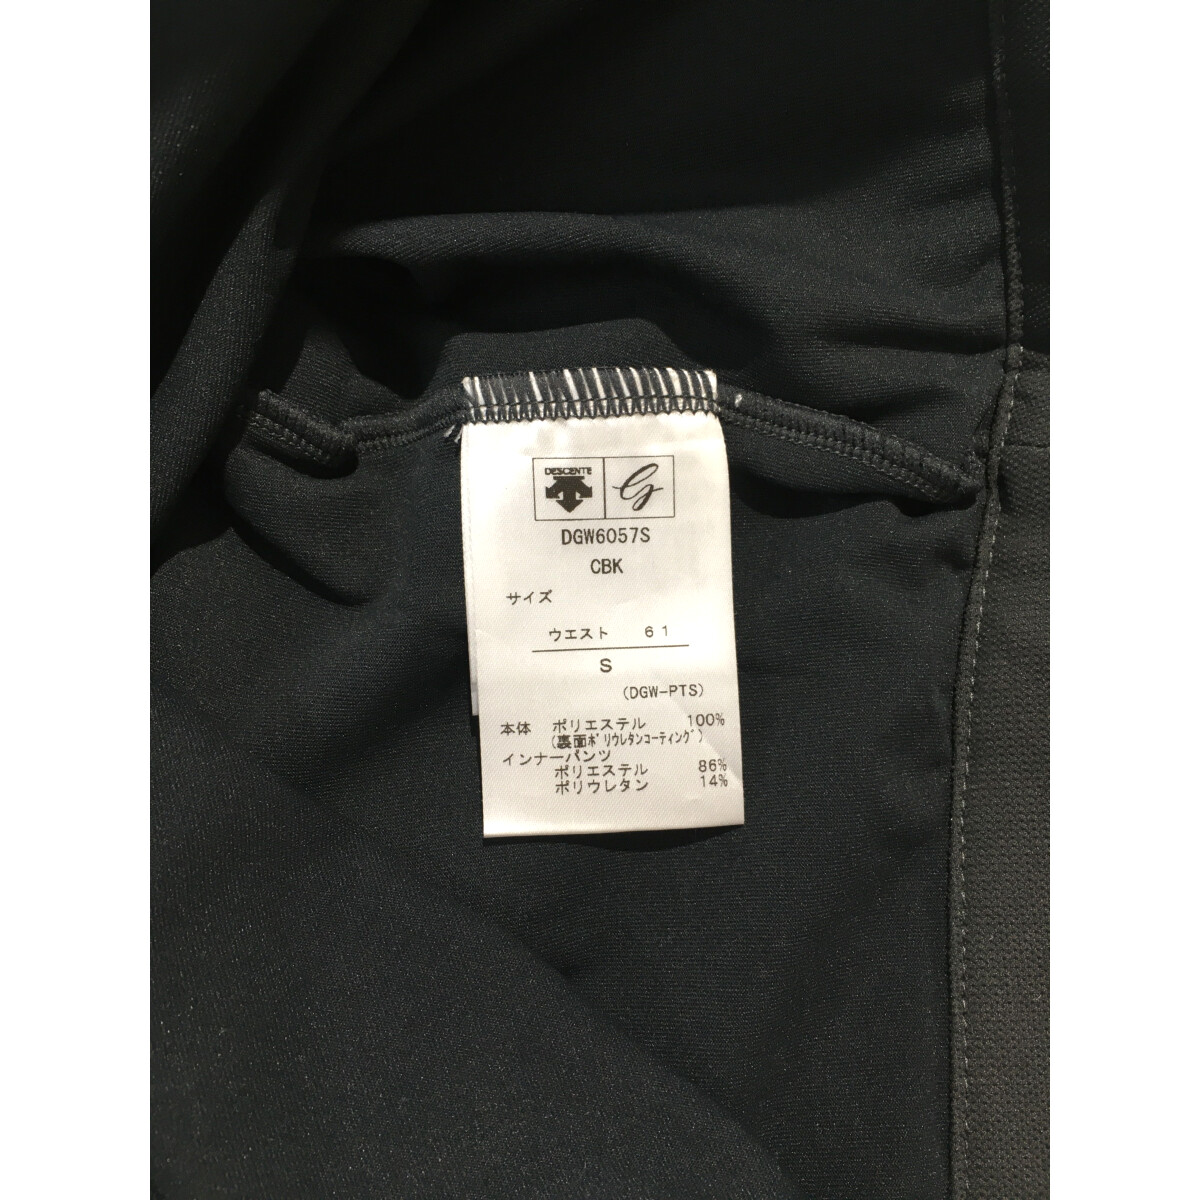 DESCENTE G
DGW6057S
CBK
サイズ
ウエスト 61
S
(DGW-PTS)
本体 ポリエステル 100%
(裏面ポリウレタンコーティング)
インナーパンツ
ポリエステル 86%
ポリウレタン 14%